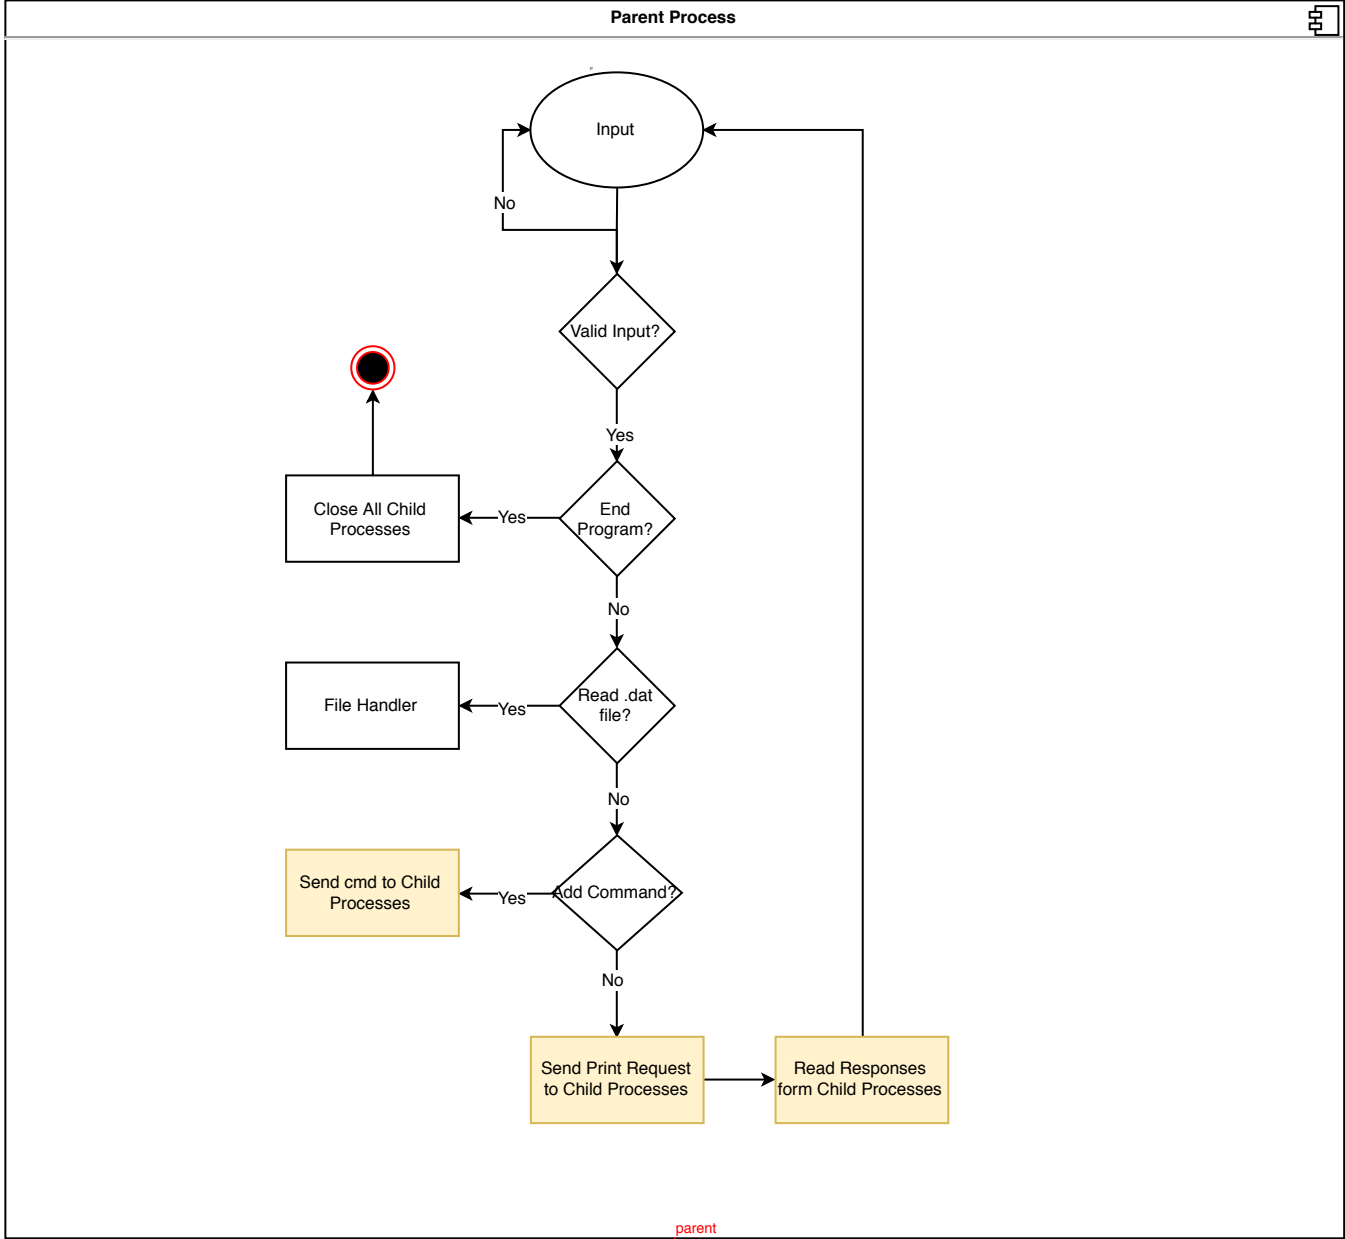 Parent Process
Input
No
Valid Input?
Yes
Close All Child
Processes
Yes
End
Program?
No
File Handler
Yes
Read .dat
file?
No
Send cmd to Child
Processes
Yes
Add Command?
No
Send Print Request
to Child Processes
Read Responses
form Child Processes
parent